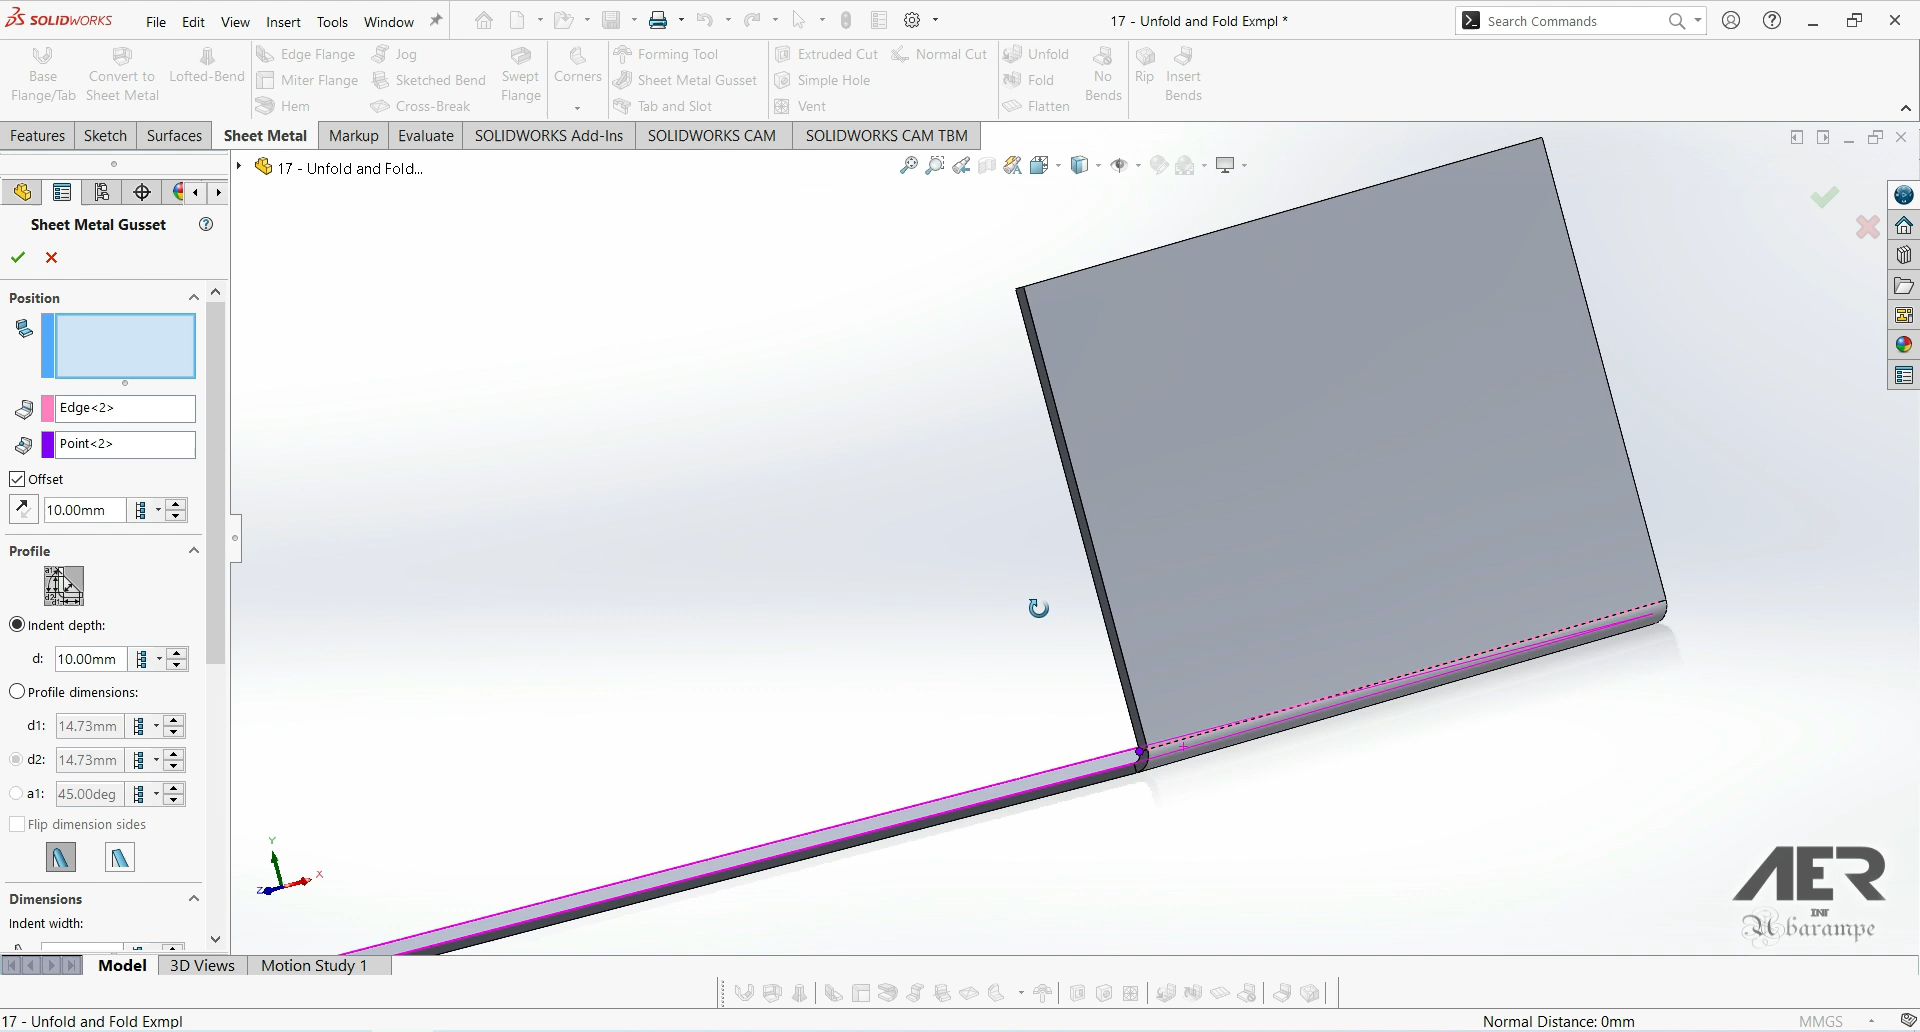 SOLIDWORKS File Edit View Insert Tools Window 17 - Unfold and Fold Exmpl * Search Commands
Base Flange/Tab
Convert to Sheet Metal
Lofted-Bend
Edge Flange
Miter Flange
Hem
Jog
Sketched Bend
Cross-Break
Swept Flange
Corners
Forming Tool
Sheet Metal Gusset
Tab and Slot
Extruded Cut
Simple Hole
Vent
Normal Cut
Unfold
Fold
Flatten
No Bends
Rip
Insert Bends
Features Sketch Surfaces Sheet Metal Markup Evaluate SOLIDWORKS Add-Ins SOLIDWORKS CAM SOLIDWORKS CAM TBM
17 - Unfold and Fold...
Sheet Metal Gusset
Position
Edge<2>
Point<2>
Offset
10.00mm
Profile
Indent depth:
d: 10.00mm
Profile dimensions:
d1: 14.73mm
d2: 14.73mm
a1: 45.00deg
Flip dimension sides
Dimensions
Indent width:
Y
X
Z
AER
INT
Abarampe
Model 3D Views Motion Study 1
17 - Unfold and Fold Exmpl Normal Distance: 0mm MMGS